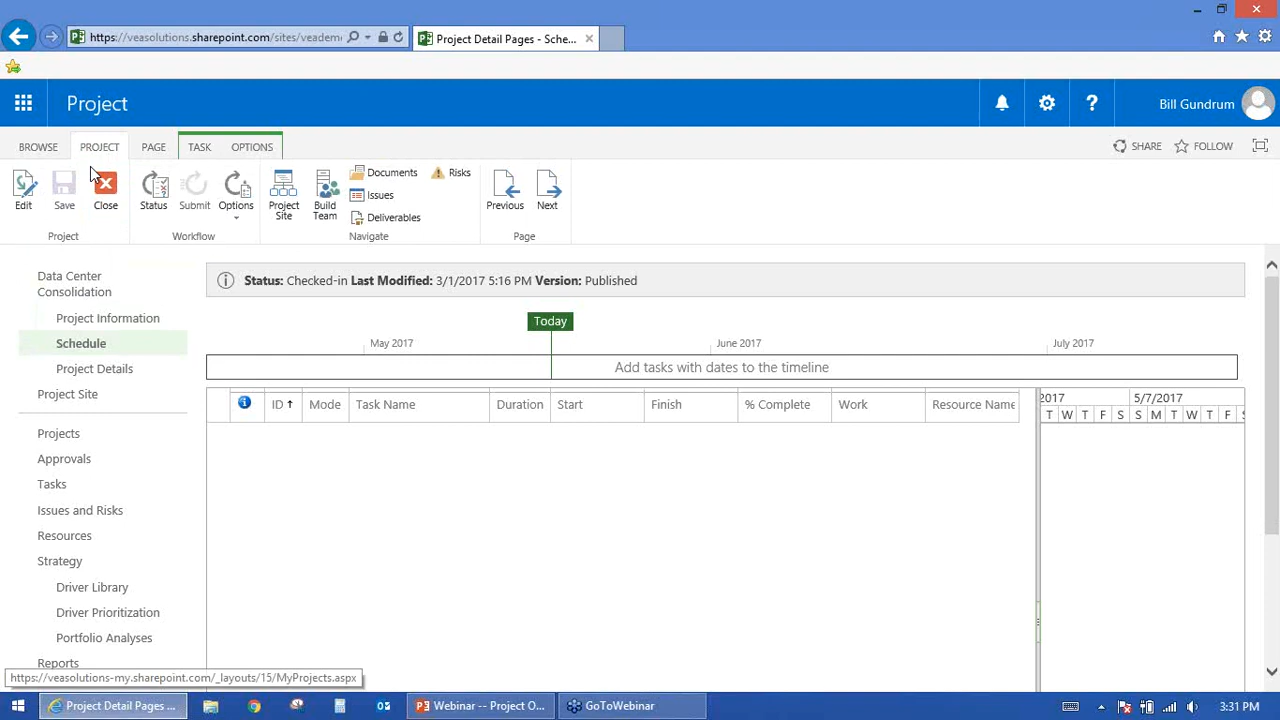 https://veasolutions.sharepoint.com/sites/veadem
Project Detail Pages - Sche...
Project
Bill Gundrum
BROWSE PROJECT PAGE TASK OPTIONS
SHARE FOLLOW
Edit Save Close
Project
Status Submit Options
Workflow
Project Site
Build Team
Documents
Issues
Deliverables
Risks
Navigate
Previous Next
Page
Data Center
Consolidation
Project Information
Schedule
Project Details
Project Site
Projects
Approvals
Tasks
Issues and Risks
Resources
Strategy
Driver Library
Driver Prioritization
Portfolio Analyses
Reports
Status: Checked-in Last Modified: 3/1/2017 5:16 PM Version: Published
Today
May 2017 June 2017 July 2017
Add tasks with dates to the timeline
ID Mode Task Name Duration Start Finish % Complete Work Resource Name
2017 5/7/2017
T W T F S S M T W T F S
https://veasolutions-my.sharepoint.com/_layouts/15/MyProjects.aspx
Project Detail Pages ...
Webinar -- Project O...
GoToWebinar
3:31 PM